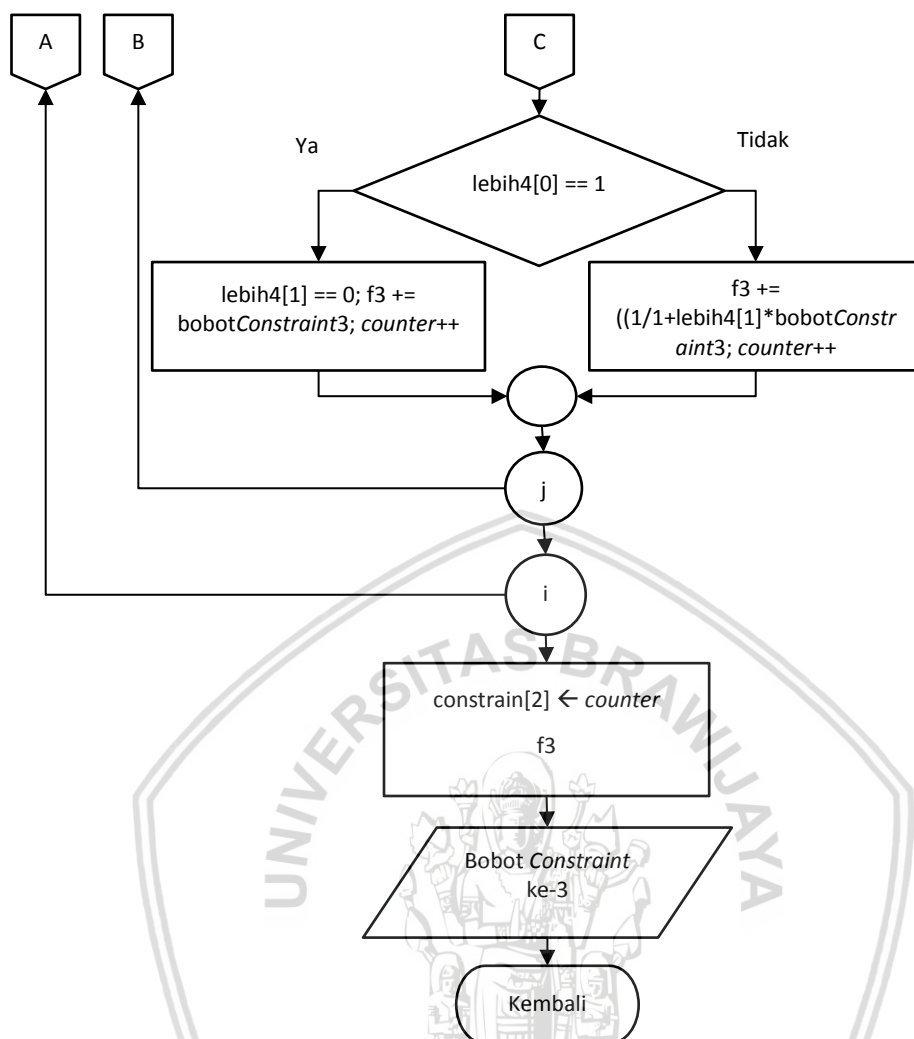 A
B
C
Ya
Tidak
lebih4[0] == 1
lebih4[1] == 0; f3 +=
bobotConstraint3; counter++
f3 +=
((1/1+lebih4[1]*bobotConstr
aint3; counter++
j
i
constrain[2] ← counter
f3
Bobot Constraint
ke-3
Kembali
UNIVERSITAS BRAWIJAYA